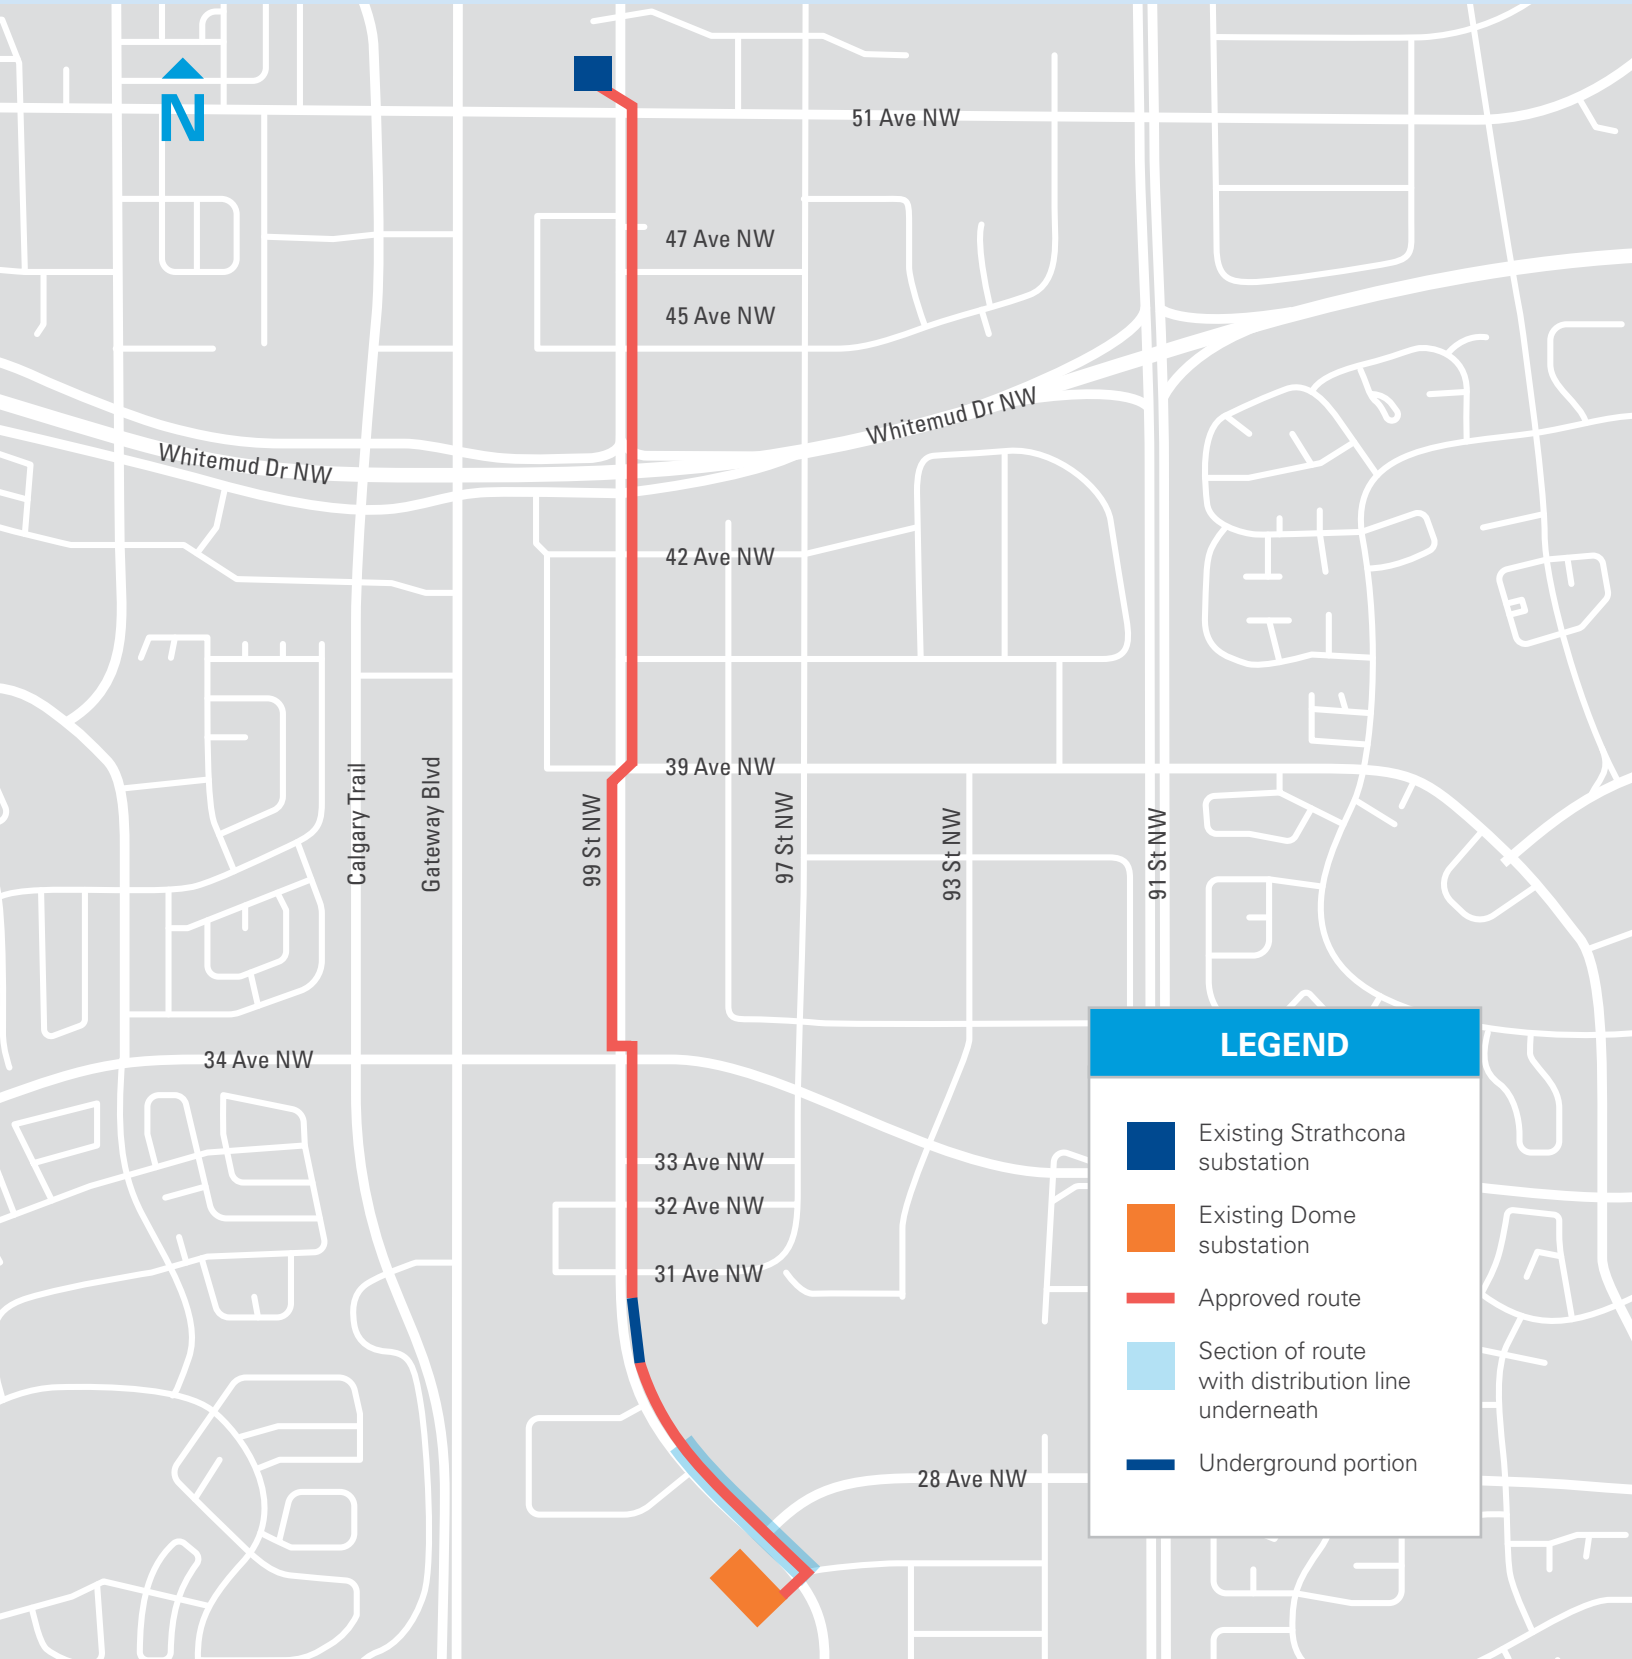 N
51 Ave NW
47 Ave NW
45 Ave NW
Whitemud Dr NW
Whitemud Dr NW
42 Ave NW
39 Ave NW
Calgary Trail
Gateway Blvd
99 St NW
97 St NW
93 St NW
91 St NW
34 Ave NW
33 Ave NW
32 Ave NW
31 Ave NW
28 Ave NW
LEGEND
Existing Strathcona
substation
Existing Dome
substation
Approved route
Section of route
with distribution line
underneath
Underground portion